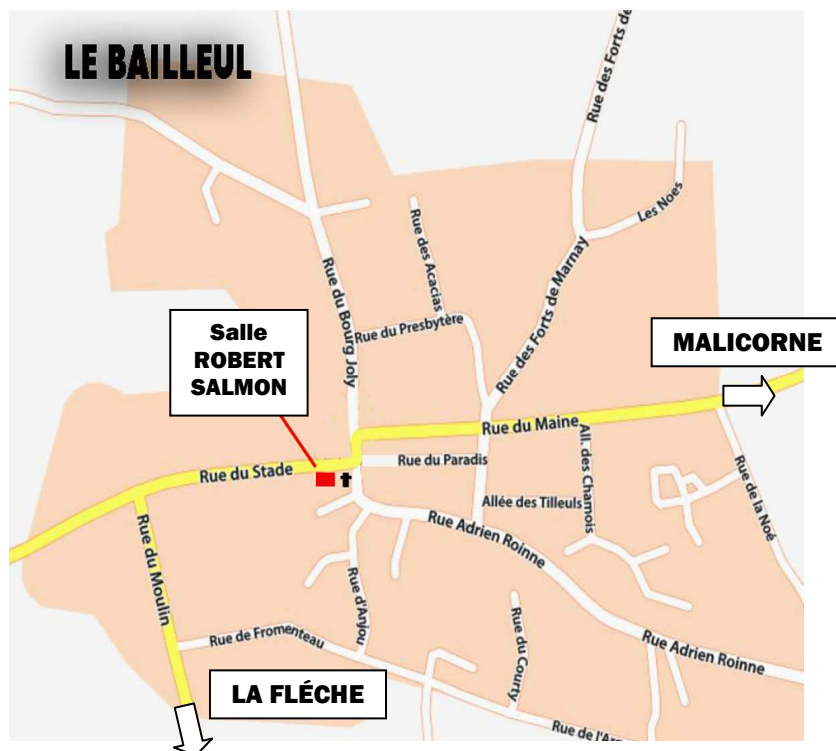 LE BAILLEUL
Rue des Forts de
Les Noes
Rue des Acacias
Rue du Bourg Joly
Rue du Presbytère
Rue des Forts de Marnay
Salle
ROBERT
SALMON
MALICORNE
Rue du Maine
Rue du Stade
Rue du Paradis
All. des Chamois
Rue de la Noé
Allée des Tilleuls
Rue Adrien Roinne
Rue du Moulin
Rue d'Anjou
Rue de Fromenteau
Rue du Courty
Rue Adrien Roinne
LA FLÉCHE
Rue de l'